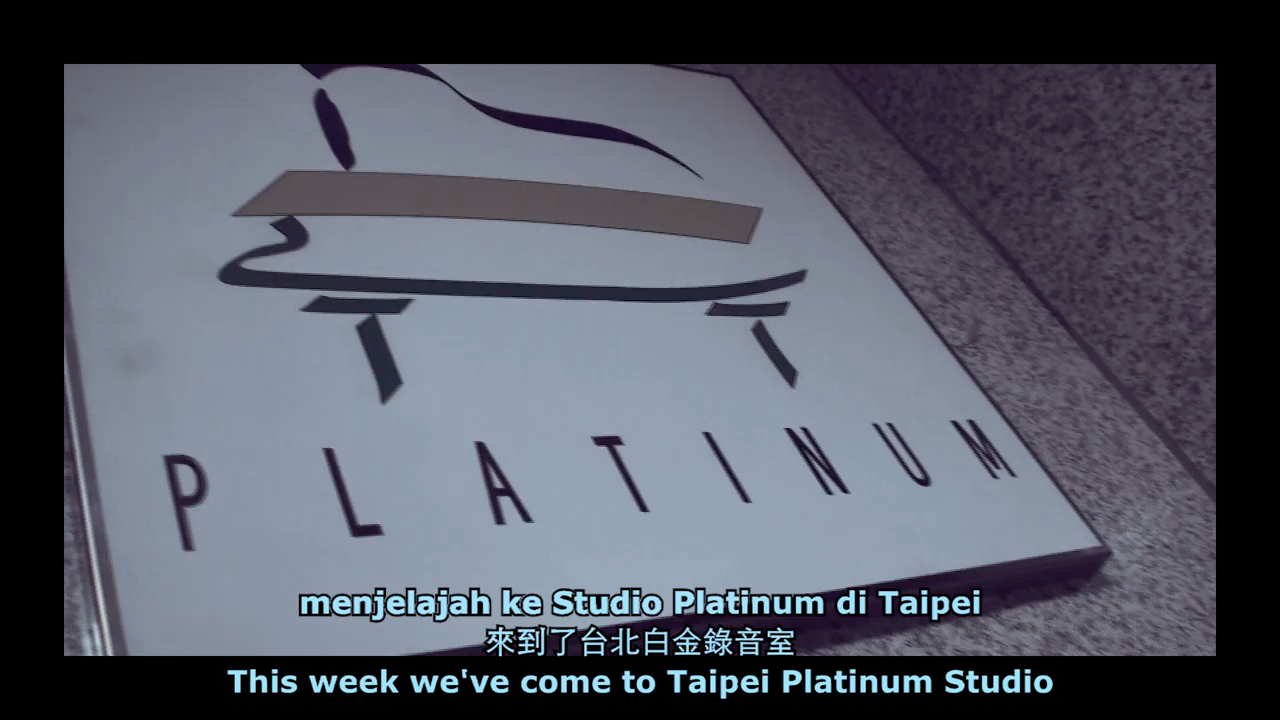 PLATINUM
menjelajah ke Studio Platinum di Taipei
來到了台北白金錄音室
This week we've come to Taipei Platinum Studio